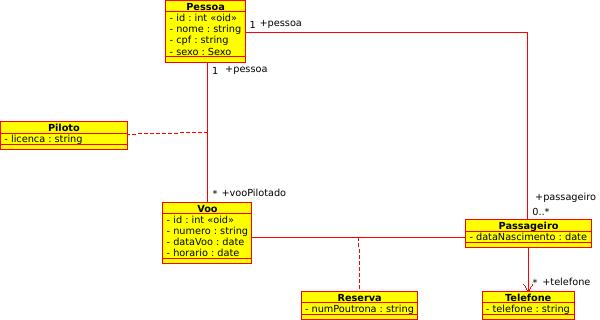 Pessoa
- id : int «oid»
- nome : string
- cpf : string
- sexo : Sexo
1 +pessoa
1 +pessoa
Piloto
- licenca : string
* +vooPilotado
Voo
- id : int «oid»
- numero : string
- dataVoo : date
- horario : date
+passageiro
0..*
Passageiro
- dataNascimento : date
* +telefone
Reserva
- numPoutrona : string
Telefone
- telefone : string